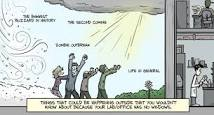 THE BIGGEST
BLIZZARD IN HISTORY
THE SECOND COMING
ZOMBIE OUTBREAK
LIFE IN GENERAL
THINGS THAT COULD BE HAPPENING OUTSIDE THAT YOU WOULDN'T
KNOW ABOUT BECAUSE YOUR LAB/OFFICE HAS NO WINDOWS.